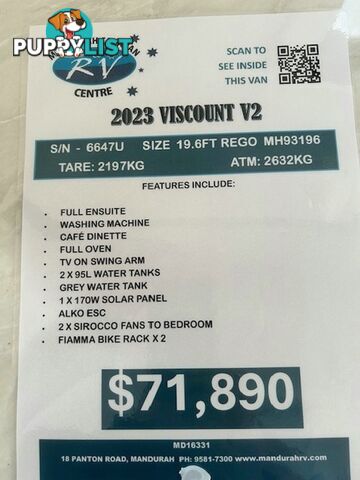 PUPPYLIST
RV
CENTRE
SCAN TO
SEE INSIDE
THIS VAN
2023 VISCOUNT V2
S/N - 6647U SIZE 19.6FT REGO MH93196
TARE: 2197KG ATM: 2632KG
FEATURES INCLUDE:
• FULL ENSUITE
• WASHING MACHINE
• CAFÉ DINETTE
• FULL OVEN
• TV ON SWING ARM
• 2 X 95L WATER TANKS
• GREY WATER TANK
• 1 X 170W SOLAR PANEL
• ALKO ESC
• 2 X SIROCCO FANS TO BEDROOM
• FIAMMA BIKE RACK X 2
$71,890
MD16331
18 PANTON ROAD, MANDURAH PH: 9581-7300 www.mandurahrv.com